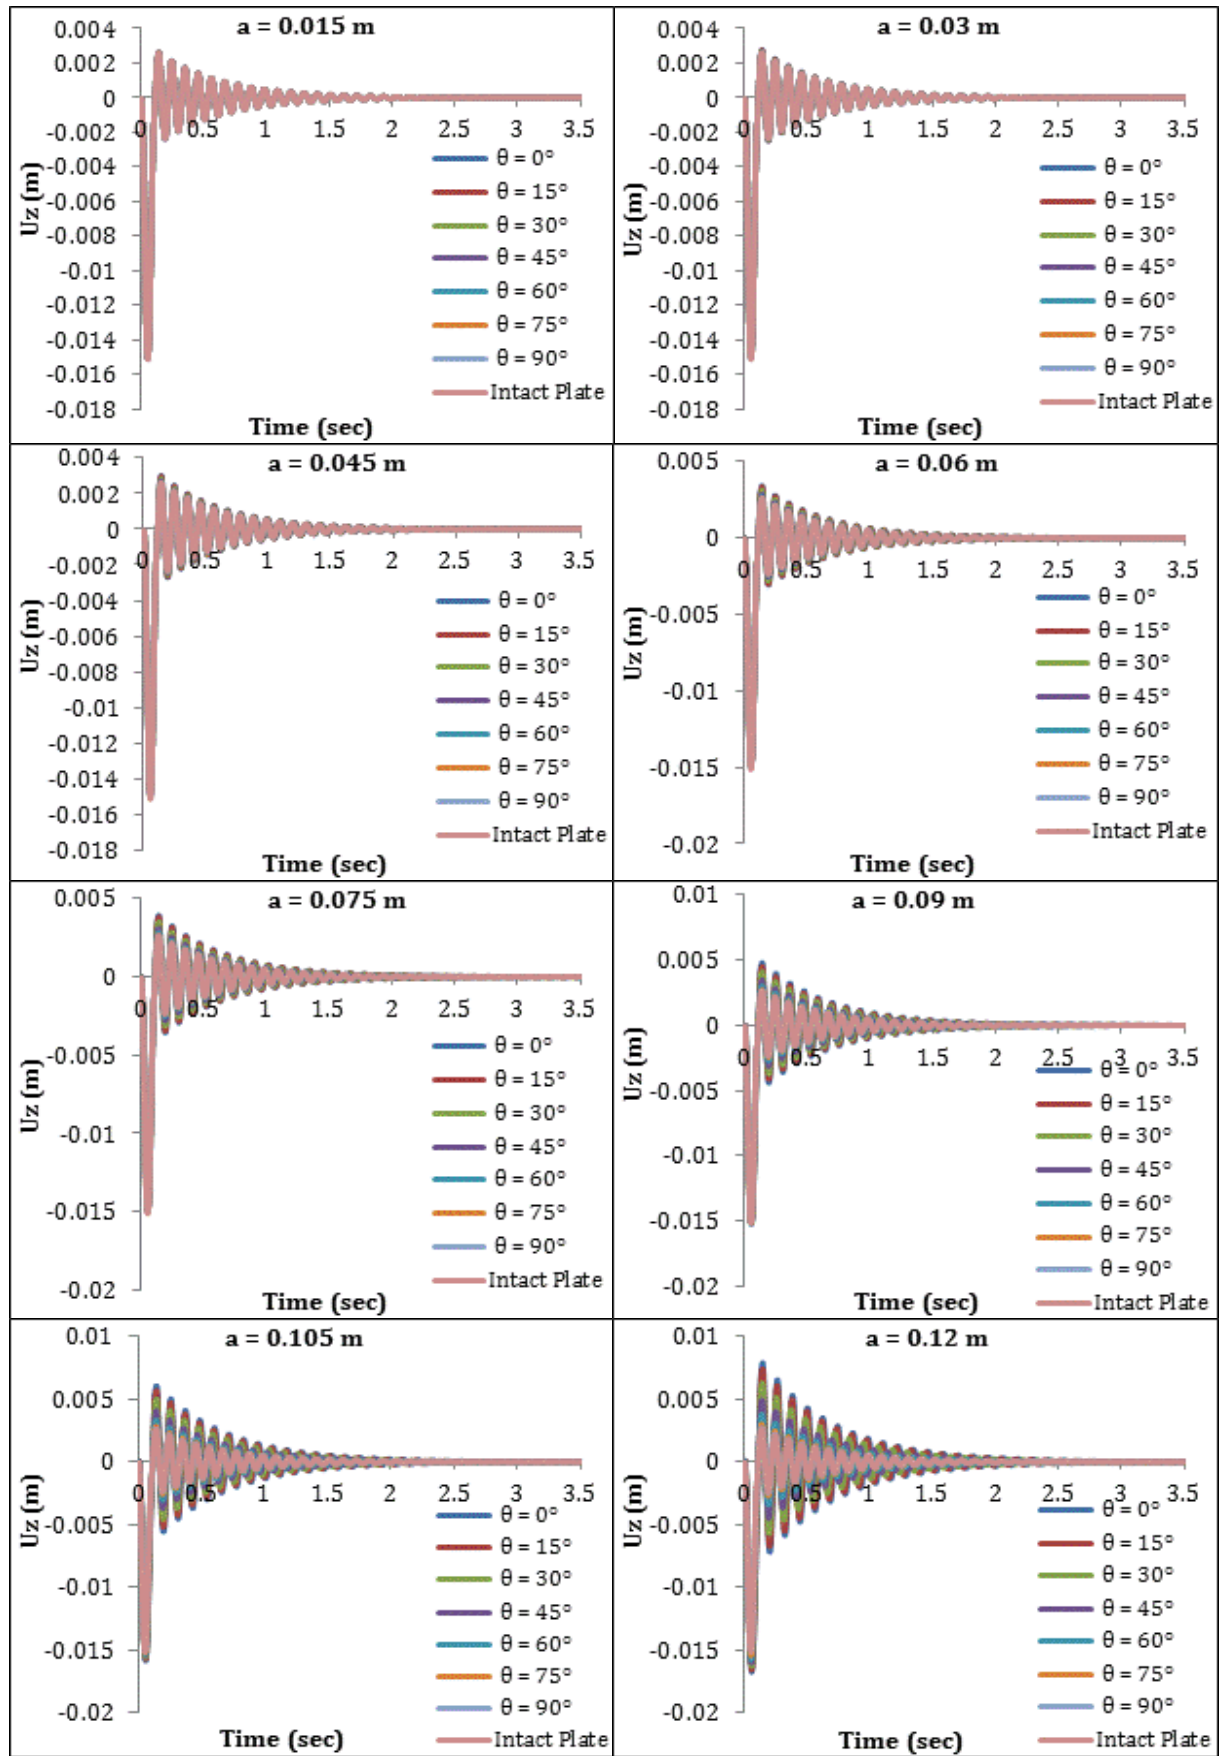 a = 0.015 m
0.004
0.002
0
-0.002
-0.004
-0.006
-0.008
-0.01
-0.012
-0.014
-0.016
-0.018
0 0.5 1 1.5 2 2.5 3 3.5
Uz (m)
θ = 0°
θ = 15°
θ = 30°
θ = 45°
θ = 60°
θ = 75°
θ = 90°
Intact Plate
Time (sec)
a = 0.03 m
0.004
0.002
0
-0.002
-0.004
-0.006
-0.008
-0.01
-0.012
-0.014
-0.016
-0.018
0 0.5 1 1.5 2 2.5 3 3.5
Uz (m)
θ = 0°
θ = 15°
θ = 30°
θ = 45°
θ = 60°
θ = 75°
θ = 90°
Intact Plate
Time (sec)
a = 0.045 m
0.004
0.002
0
-0.002
-0.004
-0.006
-0.008
-0.01
-0.012
-0.014
-0.016
-0.018
0 0.5 1 1.5 2 2.5 3 3.5
Uz (m)
θ = 0°
θ = 15°
θ = 30°
θ = 45°
θ = 60°
θ = 75°
θ = 90°
Intact Plate
Time (sec)
a = 0.06 m
0.005
0
-0.005
-0.01
-0.015
-0.02
0 0.5 1 1.5 2 2.5 3 3.5
Uz (m)
θ = 0°
θ = 15°
θ = 30°
θ = 45°
θ = 60°
θ = 75°
θ = 90°
Intact Plate
Time (sec)
a = 0.075 m
0.005
0
-0.005
-0.01
-0.015
-0.02
0 0.5 1 1.5 2 2.5 3 3.5
Uz (m)
θ = 0°
θ = 15°
θ = 30°
θ = 45°
θ = 60°
θ = 75°
θ = 90°
Intact Plate
Time (sec)
a = 0.09 m
0.01
0.005
0
-0.005
-0.01
-0.015
-0.02
0 0.5 1 1.5 2 2.5 3 3.5
Uz (m)
θ = 0°
θ = 15°
θ = 30°
θ = 45°
θ = 60°
θ = 75°
θ = 90°
Intact Plate
Time (sec)
a = 0.105 m
0.01
0.005
0
-0.005
-0.01
-0.015
-0.02
0 0.5 1 1.5 2 2.5 3 3.5
Uz (m)
θ = 0°
θ = 15°
θ = 30°
θ = 45°
θ = 60°
θ = 75°
θ = 90°
Intact Plate
Time (sec)
a = 0.12 m
0.01
0.005
0
-0.005
-0.01
-0.015
-0.02
0 0.5 1 1.5 2 2.5 3 3.5
Uz (m)
θ = 0°
θ = 15°
θ = 30°
θ = 45°
θ = 60°
θ = 75°
θ = 90°
Intact Plate
Time (sec)